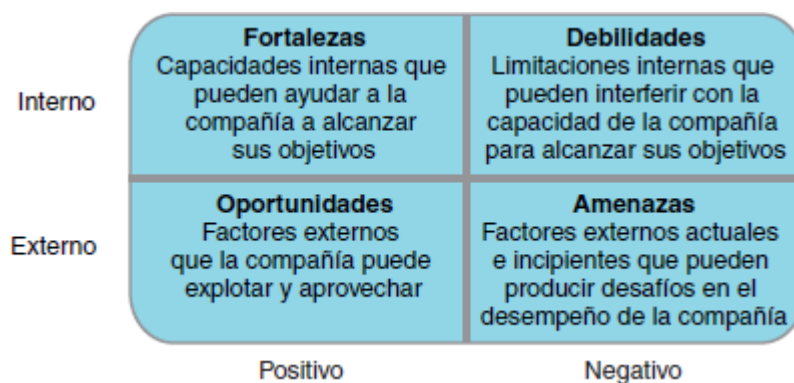 Interno
Fortalezas
Capacidades internas que
pueden ayudar a la
compañía a alcanzar
sus objetivos
Debilidades
Limitaciones internas que
pueden interferir con la
capacidad de la compañía
para alcanzar sus objetivos
Externo
Oportunidades
Factores externos
que la compañía puede
explotar y aprovechar
Amenazas
Factores externos actuales
e incipientes que pueden
producir desafíos en el
desempeño de la compañía
Positivo
Negativo